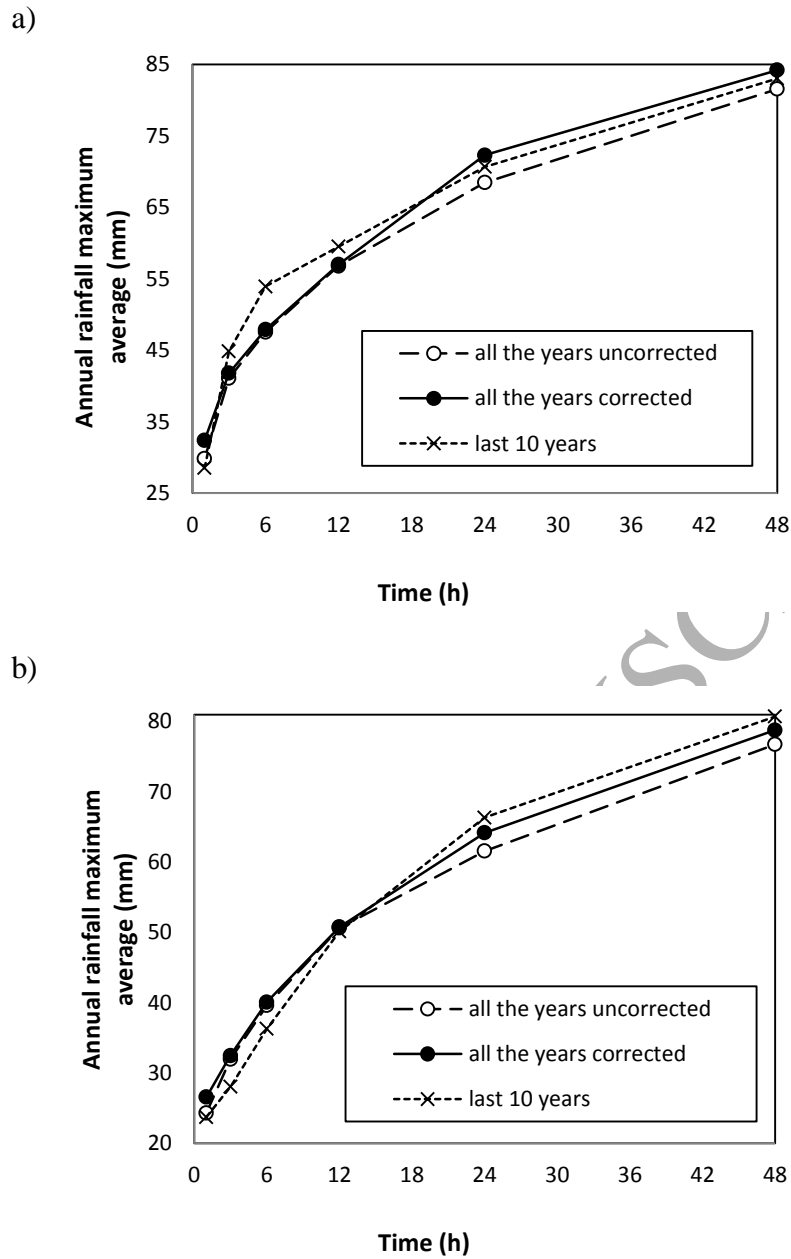 a)
85
75
65
55
45
35
25
Annual rainfall maximum
average (mm)
all the years uncorrected
all the years corrected
last 10 years
0 6 12 18 24 30 36 42 48
Time (h)
b)
80
70
60
50
40
30
20
Annual rainfall maximum
average (mm)
all the years uncorrected
all the years corrected
last 10 years
0 6 12 18 24 30 36 42 48
Time (h)